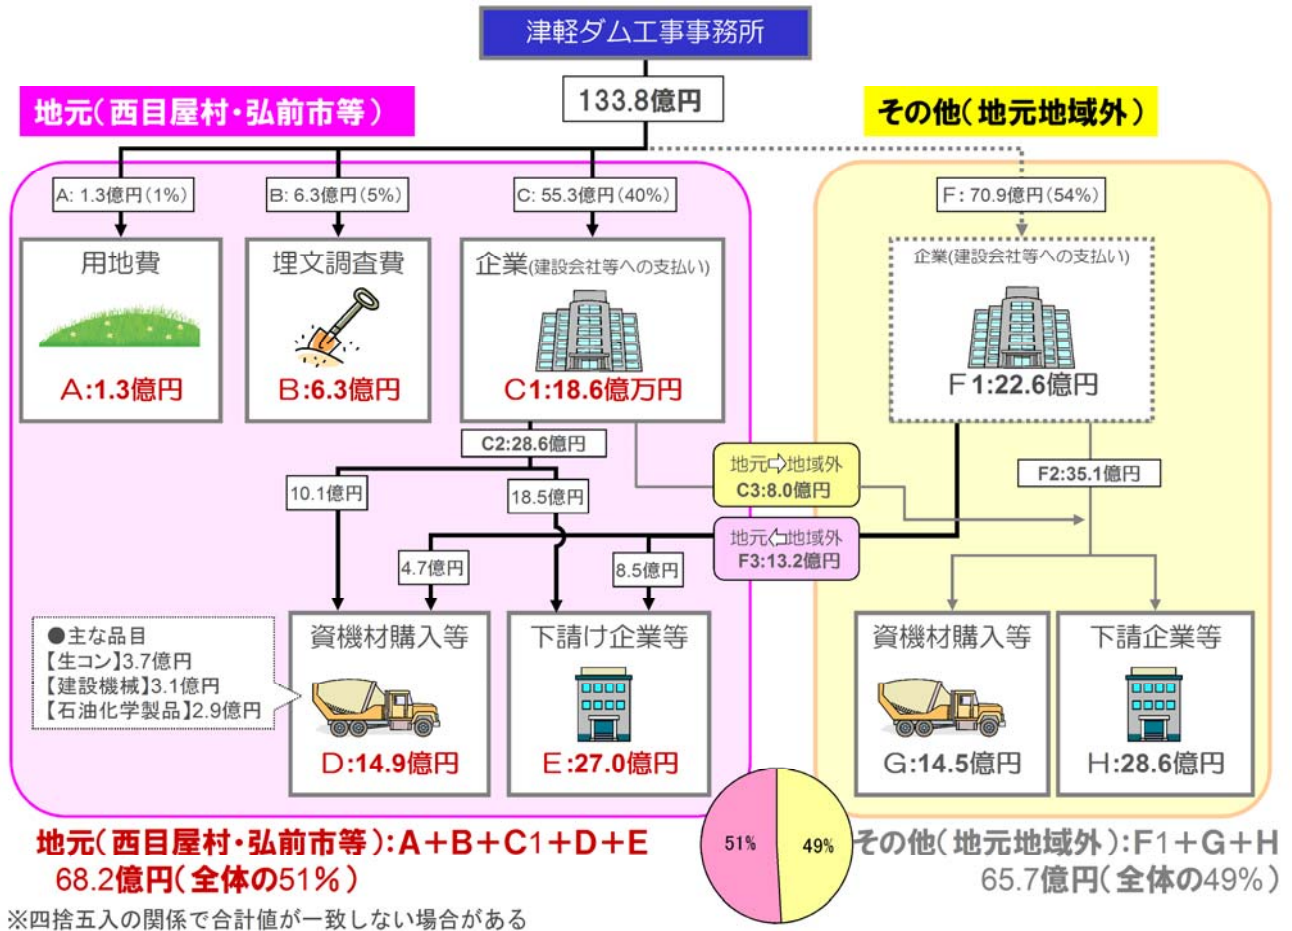 津軽ダム工事事務所
133.8億円
地元(西目屋村・弘前市等)
その他(地元地域外)
A: 1.3億円(1%)
B: 6.3億円(5%)
C: 55.3億円(40%)
F: 70.9億円(54%)
用地費
A:1.3億円
埋文調査費
B:6.3億円
企業(建設会社等への支払い)
C1:18.6億万円
企業(建設会社等への支払い)
F1:22.6億円
C2:28.6億円
10.1億円
18.5億円
地元⇨地域外
C3:8.0億円
F2:35.1億円
地元⇦地域外
F3:13.2億円
4.7億円
8.5億円
●主な品目
【生コン】3.7億円
【建設機械】3.1億円
【石油化学製品】2.9億円
資機材購入等
D:14.9億円
下請け企業等
E:27.0億円
資機材購入等
G:14.5億円
下請企業等
H:28.6億円
51%
49%
地元(西目屋村・弘前市等):A+B+C1+D+E
68.2億円(全体の51%)
その他(地元地域外):F1+G+H
65.7億円(全体の49%)
※四捨五入の関係で合計値が一致しない場合がある